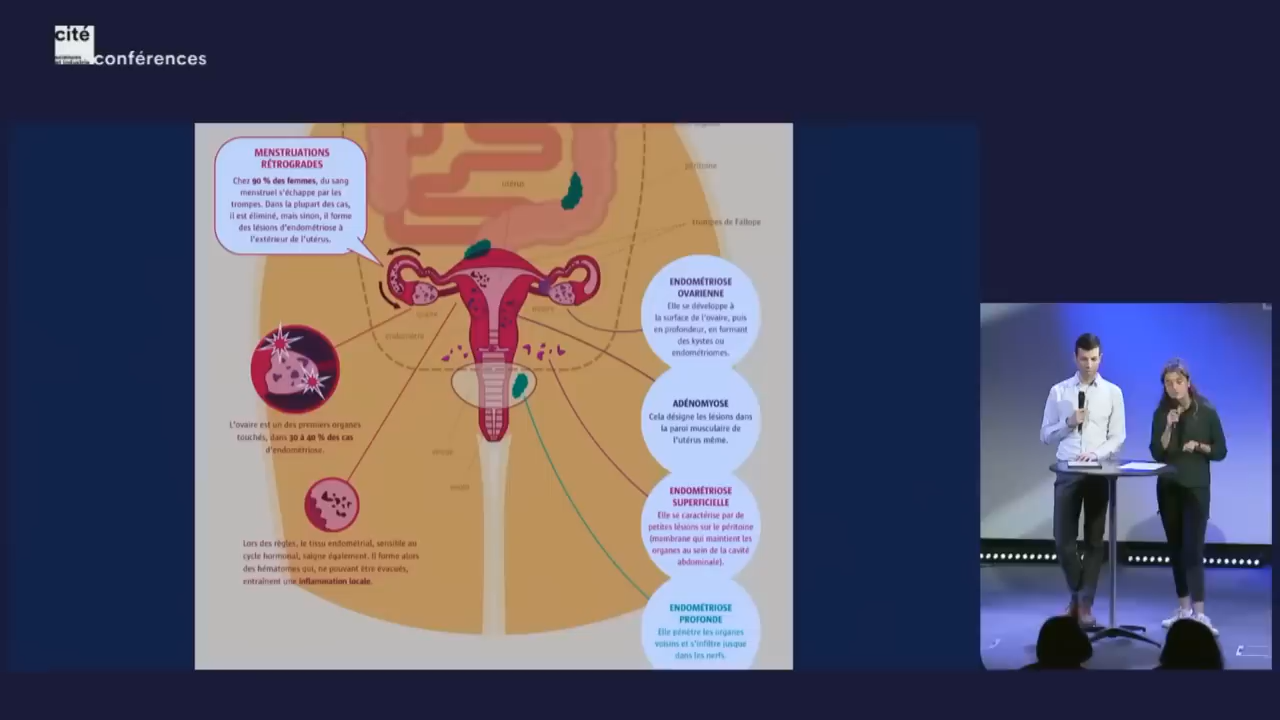 cité
conférences
MENSTRUATIONS
RÉTROGRADES
Chez 90 % des femmes, du sang
menstruel s'échappe par les
trompes. Dans la plupart des cas,
il est éliminé, mais sinon, il forme
des lésions d'endométriose à
l'extérieur de l'utérus.
utérus
péritoine
trompes de Fallope
ovaire
endomètre
L'ovaire est un des premiers organes
touchés, dans 30 à 40 % des cas
d'endométriose.
Lors des règles, le tissu endométrial, sensible au
cycle hormonal, saigne également. Il forme alors
des hématomes qui, ne pouvant être évacués,
entraînent une inflammation locale.
ENDOMÉTRIOSE
OVARIENNE
Elle se développe à
la surface de l'ovaire, puis
en profondeur, en formant
des kystes ou
endométriomes.
ADÉNOMYOSE
Cela désigne les lésions dans
la paroi musculaire de
l'utérus même.
ENDOMÉTRIOSE
SUPERFICIELLE
Elle se caractérise par de
petites lésions sur le péritoine
(membrane qui maintient les
organes au sein de la cavité
abdominale).
ENDOMÉTRIOSE
PROFONDE
Elle pénètre les organes
voisins et s'infiltre jusque
dans les nerfs.